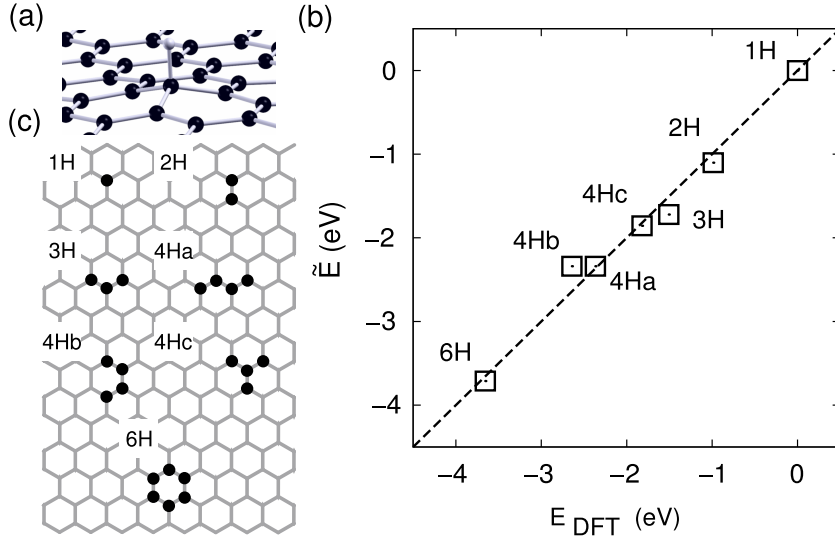 (a)
(b)
1H
0
2H
−1
4Hc
3H
−2
4Hb
4Ha
Ẽ (eV)
−3
6H
−4
−4 −3 −2 −1 0
E DFT (eV)
(c)
1H 2H
3H 4Ha
4Hb 4Hc
6H